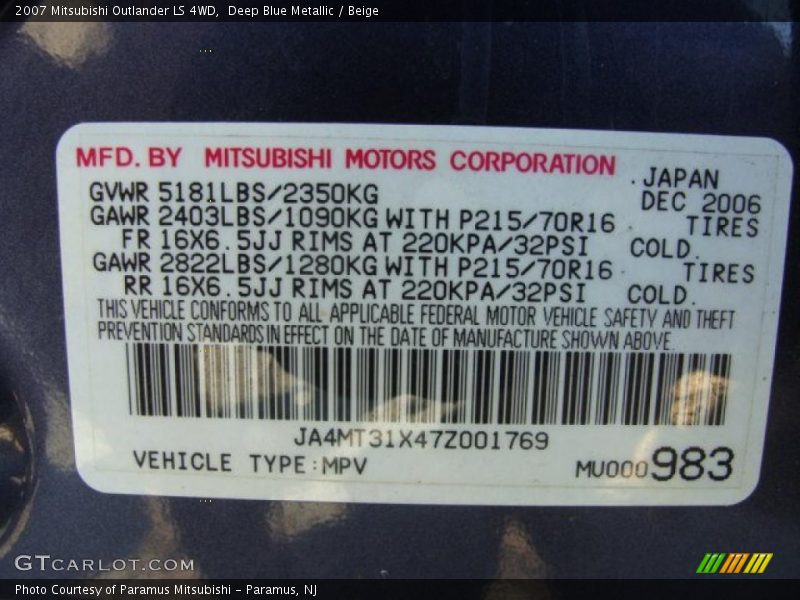 2007 Mitsubishi Outlander LS 4WD, Deep Blue Metallic / Beige
MFD. BY MITSUBISHI MOTORS CORPORATION
JAPAN
GVWR 5181LBS/2350KG
DEC 2006
GAWR 2403LBS/1090KG WITH P215/70R16 TIRES
FR 16X6.5JJ RIMS AT 220KPA/32PSI COLD.
GAWR 2822LBS/1280KG WITH P215/70R16 TIRES
RR 16X6.5JJ RIMS AT 220KPA/32PSI COLD.
THIS VEHICLE CONFORMS TO ALL APPLICABLE FEDERAL MOTOR VEHICLE SAFETY AND THEFT
PREVENTION STANDARDS IN EFFECT ON THE DATE OF MANUFACTURE SHOWN ABOVE.
JA4MT31X47Z001769
VEHICLE TYPE:MPV MU000983
GTCARLOT.COM
Photo Courtesy of Paramus Mitsubishi - Paramus, NJ